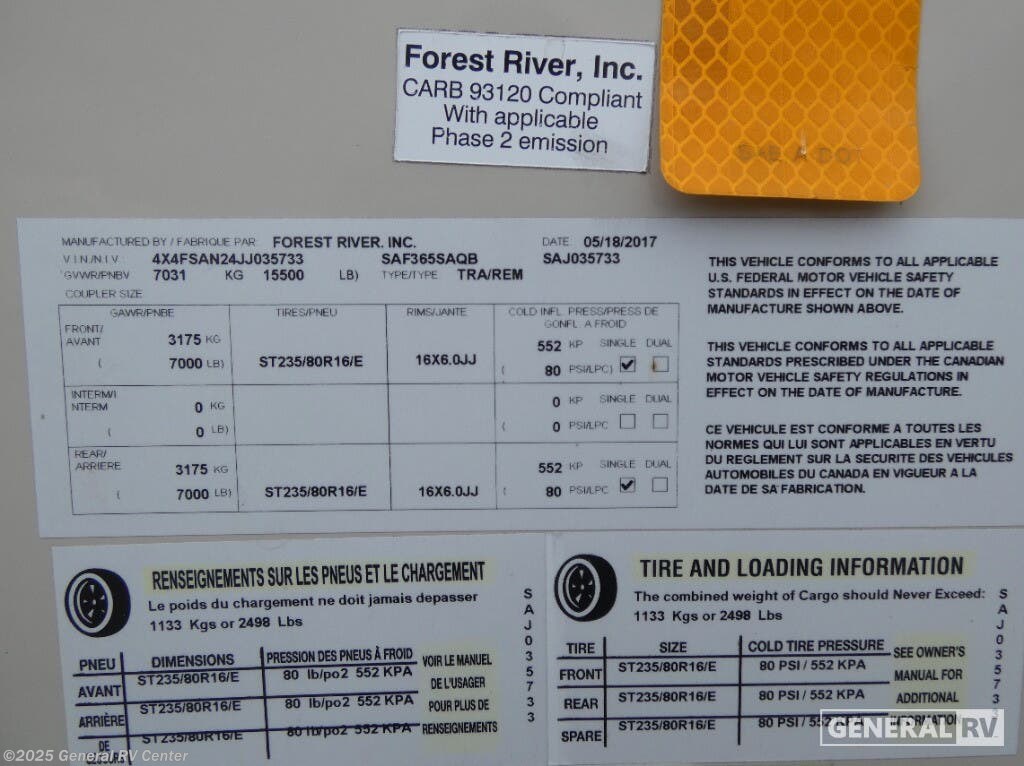 Forest River, Inc.
CARB 93120 Compliant
With applicable
Phase 2 emission
MANUFACTURED BY / FABRIQUE PAR: FOREST RIVER, INC. DATE: 05/18/2017
V.I.N./N.I.V. 4X4FSAN24JJ035733 SAF365SAQB SAJ035733
GVWR/PNBV 7031 KG 15500 LB) TYPE/TYPE TRA/REM
COUPLER SIZE
GAWR/PNBE TIRES/PNEU RIMS/JANTE COLD INFL. PRESS/PRESS DE
GONFL. A FROID
FRONT/
AVANT 3175 KG 552 KP SINGLE DUAL
( 7000 LB) ST235/80R16/E 16X6.0JJ ( 80 PSI/LPC)
INTERM/I
NTERM 0 KG 0 KP SINGLE DUAL
( 0 LB) ( 0 PSI/LPC
REAR/
ARRIERE 3175 KG 552 KP SINGLE DUAL
( 7000 LB) ST235/80R16/E 16X6.0JJ ( 80 PSI/LPC
THIS VEHICLE CONFORMS TO ALL APPLICABLE
U.S. FEDERAL MOTOR VEHICLE SAFETY
STANDARDS IN EFFECT ON THE DATE OF
MANUFACTURE SHOWN ABOVE.
THIS VEHICLE CONFORMS TO ALL APPLICABLE
STANDARDS PRESCRIBED UNDER THE CANADIAN
MOTOR VEHICLE SAFETY REGULATIONS IN
EFFECT ON THE DATE OF MANUFACTURE.
CE VEHICULE EST CONFORME A TOUTES LES
NORMES QUI LUI SONT APPLICABLES EN VERTU
DU REGLEMENT SUR LA SECURITE DES VEHICULES
AUTOMOBILES DU CANADA EN VIGUEUR A LA
DATE DE SA FABRICATION.
RENSEIGNEMENTS SUR LES PNEUS ET LE CHARGEMENT
Le poids du chargement ne doit jamais depasser
1133 Kgs or 2498 Lbs
PNEU DIMENSIONS PRESSION DES PNEUS À FROID
AVANT ST235/80R16/E 80 lb/po2 552 KPA
ARRIÈRE ST235/80R16/E 80 lb/po2 552 KPA
DE ST235/80R16/E 80 lb/po2 552 KPA
VOIR LE MANUEL
DE L'USAGER
POUR PLUS DE
RENSEIGNEMENTS
SAJ035733
TIRE AND LOADING INFORMATION
The combined weight of Cargo should Never Exceed:
1133 Kgs or 2498 Lbs
TIRE SIZE COLD TIRE PRESSURE
FRONT ST235/80R16/E 80 PSI / 552 KPA
REAR ST235/80R16/E 80 PSI / 552 KPA
SPARE ST235/80R16/E 80 PSI / 552 KPA
SEE OWNER'S
MANUAL FOR
ADDITIONAL
INFORMATION
SAJ035733
GENERAL RV
©2025 General RV Center